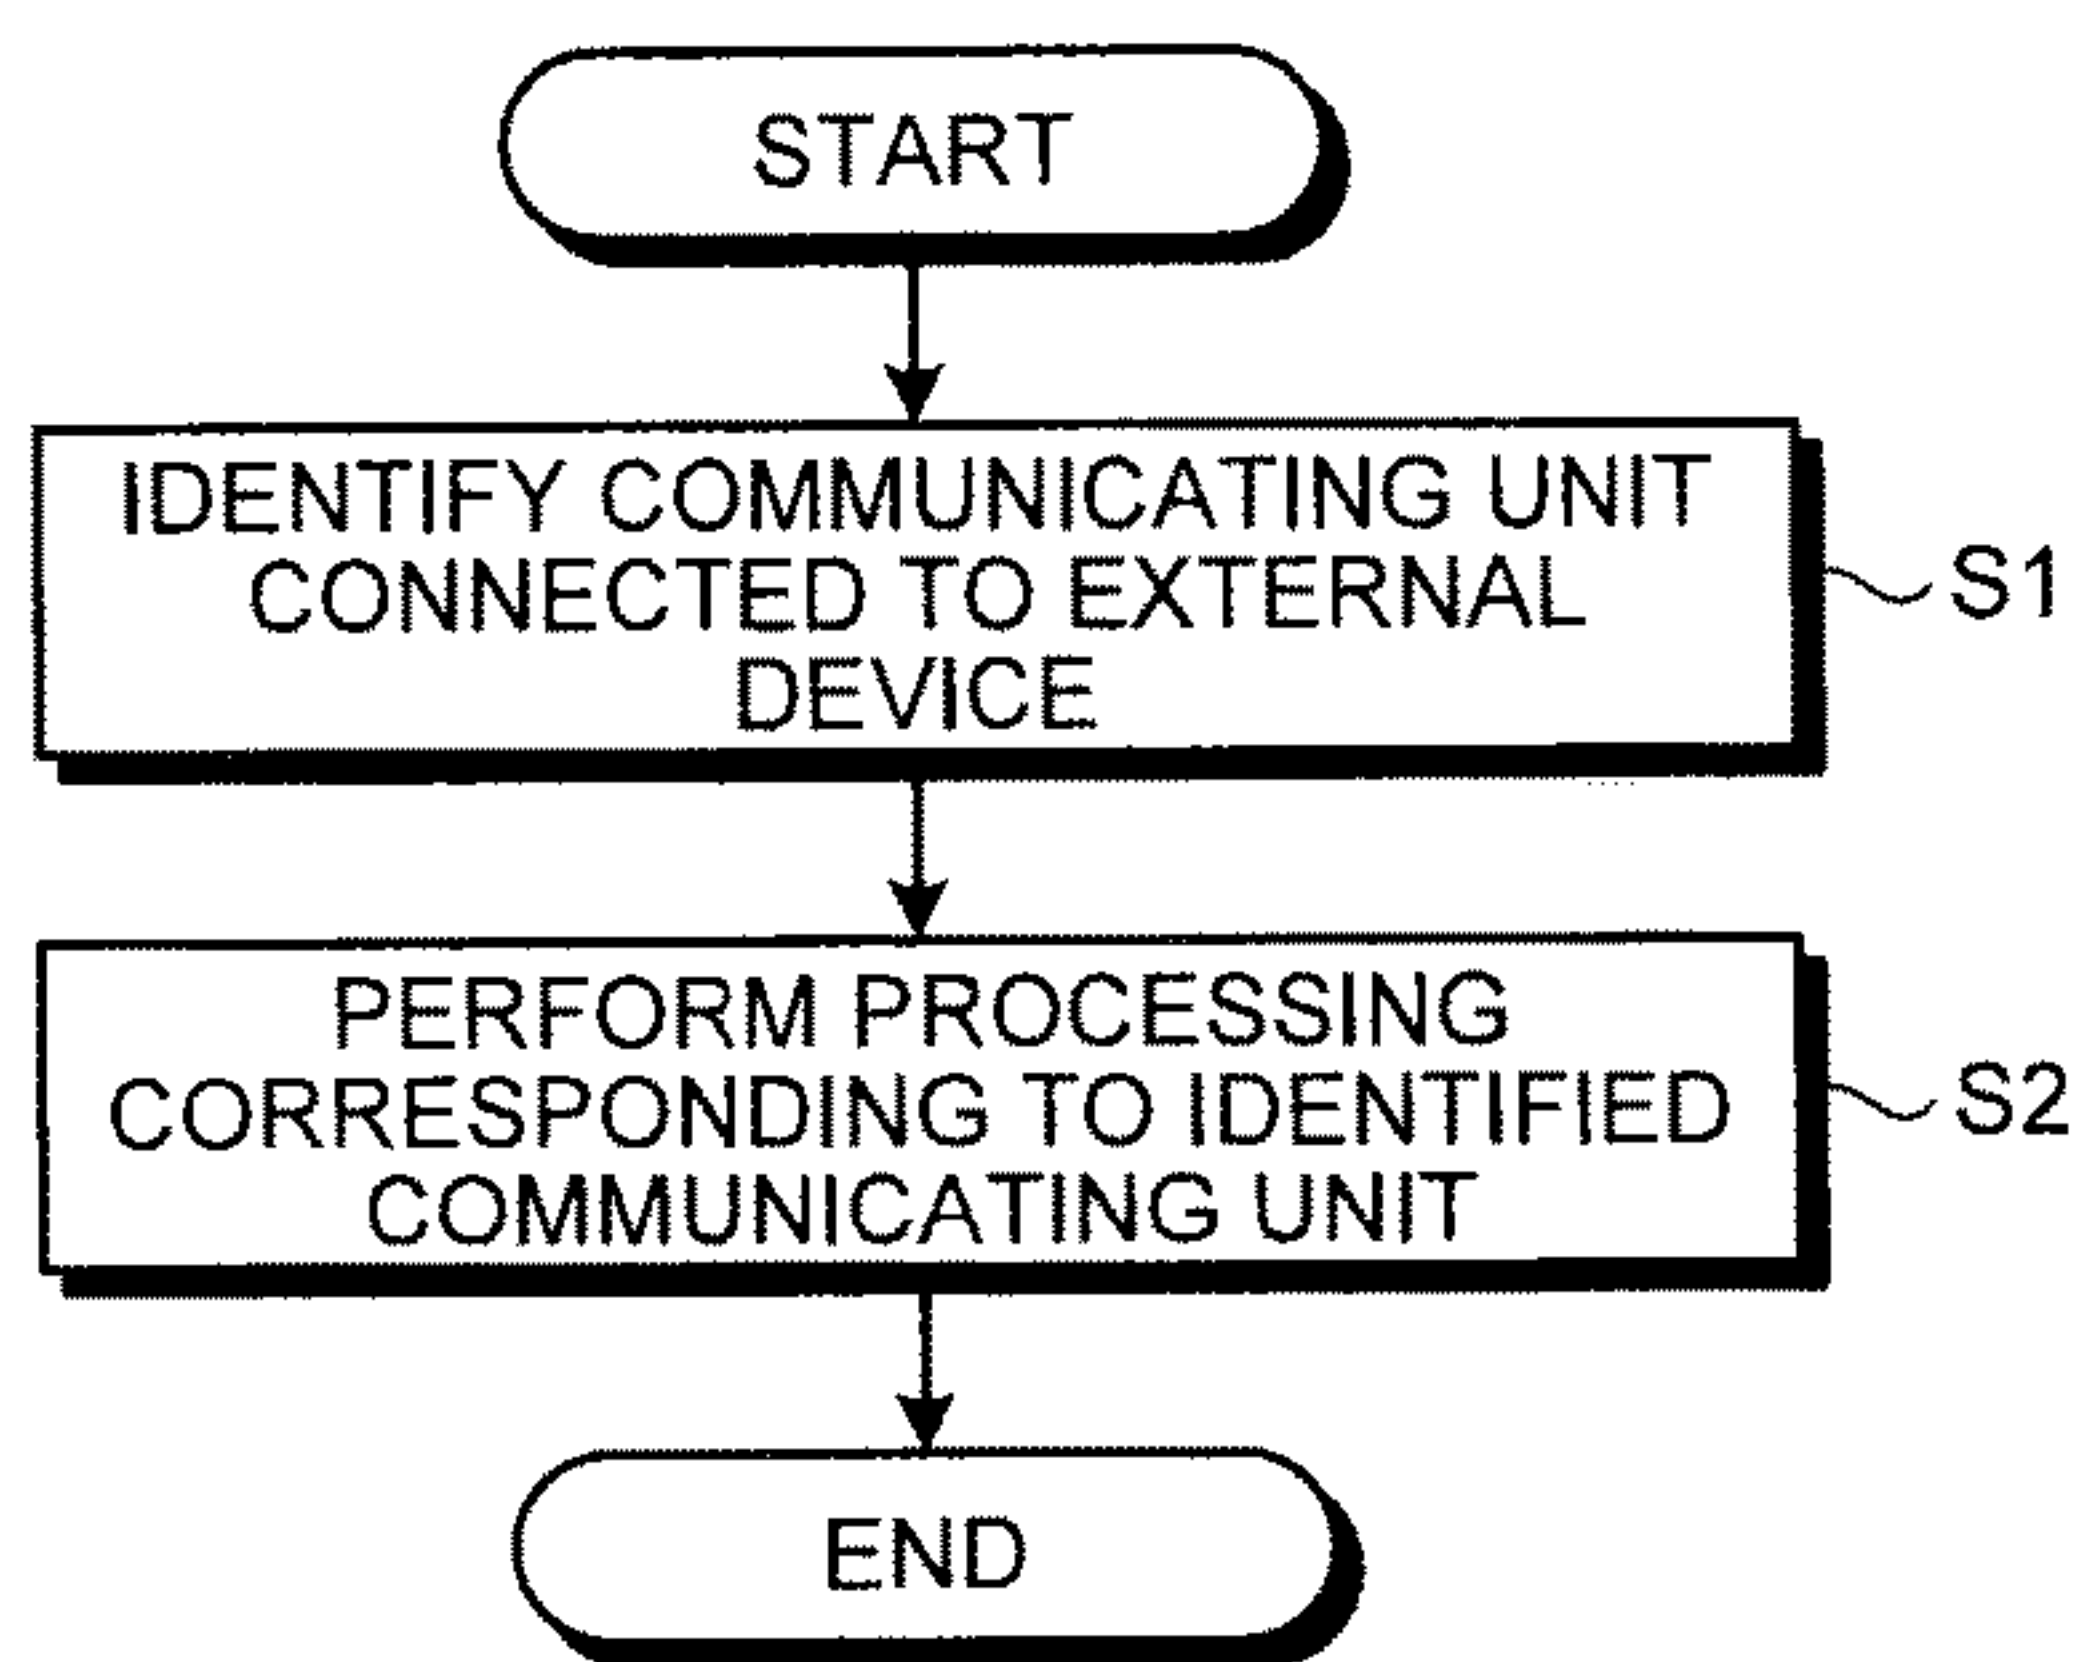 START
IDENTIFY COMMUNICATING UNIT
CONNECTED TO EXTERNAL
DEVICE
S1
PERFORM PROCESSING
CORRESPONDING TO IDENTIFIED
COMMUNICATING UNIT
S2
END